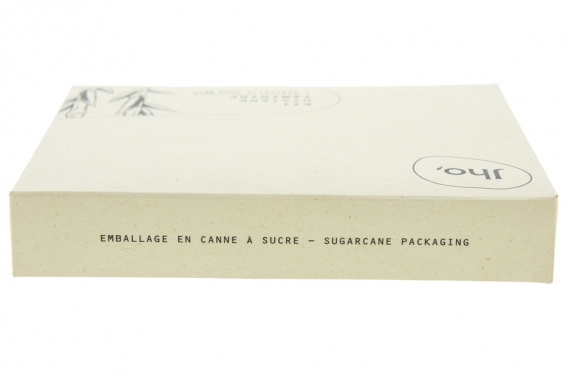 Jho,
EMBALLAGE EN CANNE À SUCRE – SUGARCANE PACKAGING